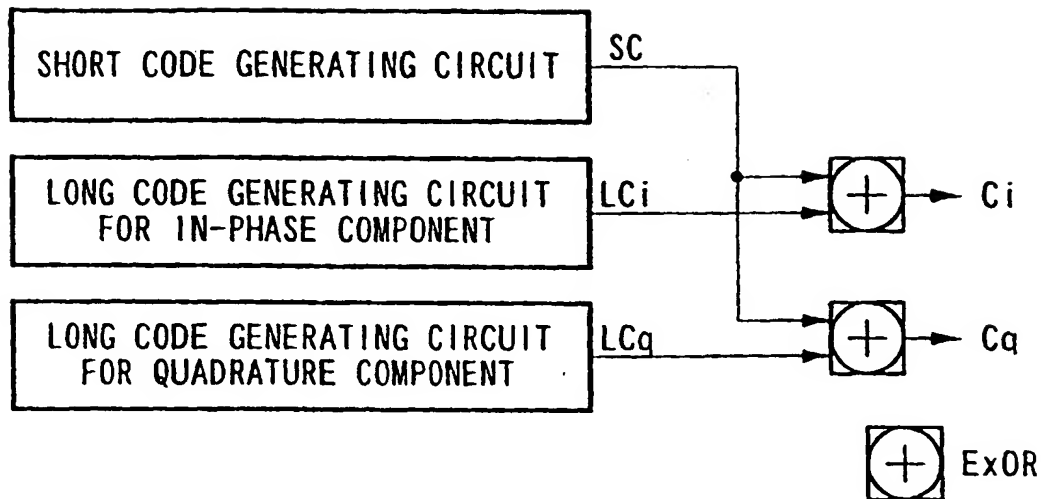 SHORT CODE GENERATING CIRCUIT
SC
LONG CODE GENERATING CIRCUIT
FOR IN-PHASE COMPONENT
LCi
Ci
LONG CODE GENERATING CIRCUIT
FOR QUADRATURE COMPONENT
LCq
Cq
ExOR